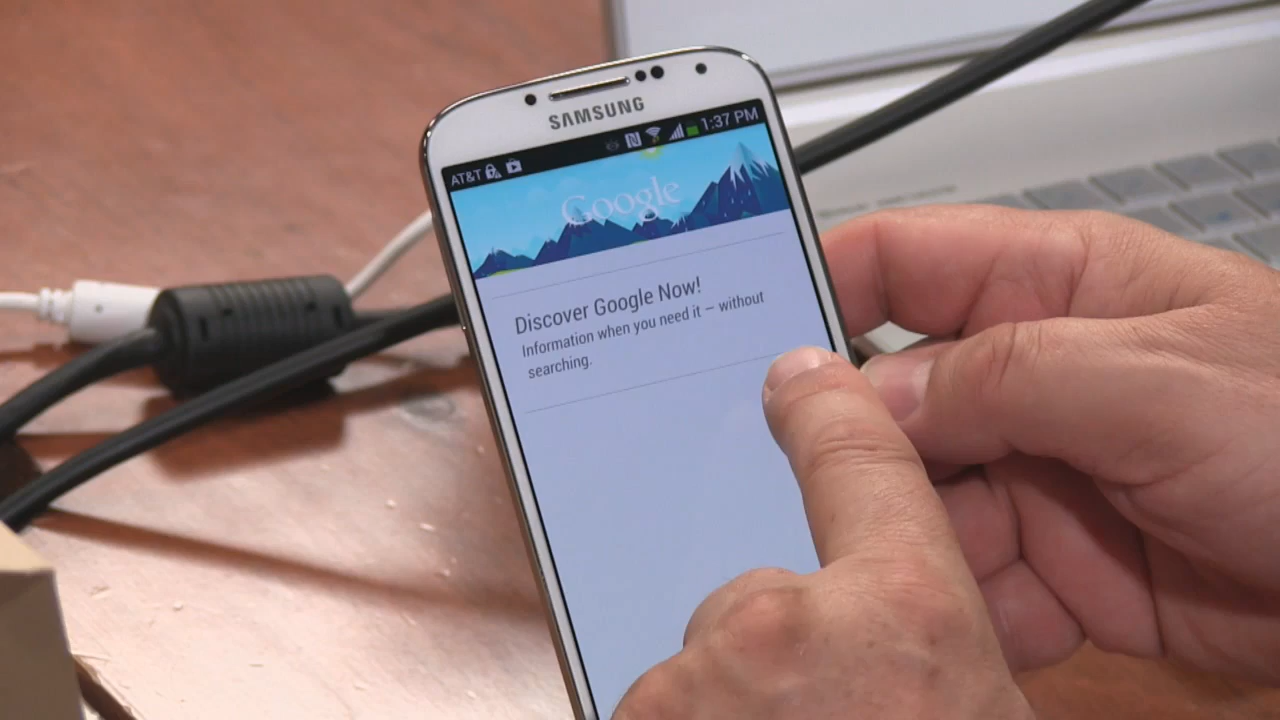 SAMSUNG
AT&T 1:37 PM
Google
Discover Google Now!
Information when you need it – without
searching.